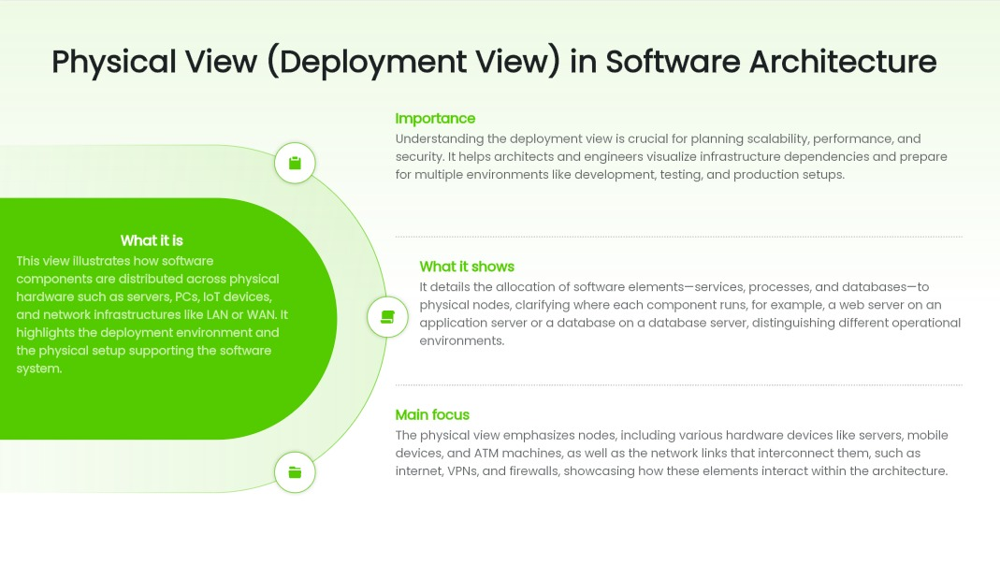 Physical View (Deployment View) in Software Architecture
What it is
This view illustrates how software
components are distributed across physical
hardware such as servers, PCs, IoT devices,
and network infrastructures like LAN or WAN. It
highlights the deployment environment and
the physical setup supporting the software
system.
Importance
Understanding the deployment view is crucial for planning scalability, performance, and
security. It helps architects and engineers visualize infrastructure dependencies and prepare
for multiple environments like development, testing, and production setups.
What it shows
It details the allocation of software elements—services, processes, and databases—to
physical nodes, clarifying where each component runs, for example, a web server on an
application server or a database on a database server, distinguishing different operational
environments.
Main focus
The physical view emphasizes nodes, including various hardware devices like servers, mobile
devices, and ATM machines, as well as the network links that interconnect them, such as
internet, VPNs, and firewalls, showcasing how these elements interact within the architecture.